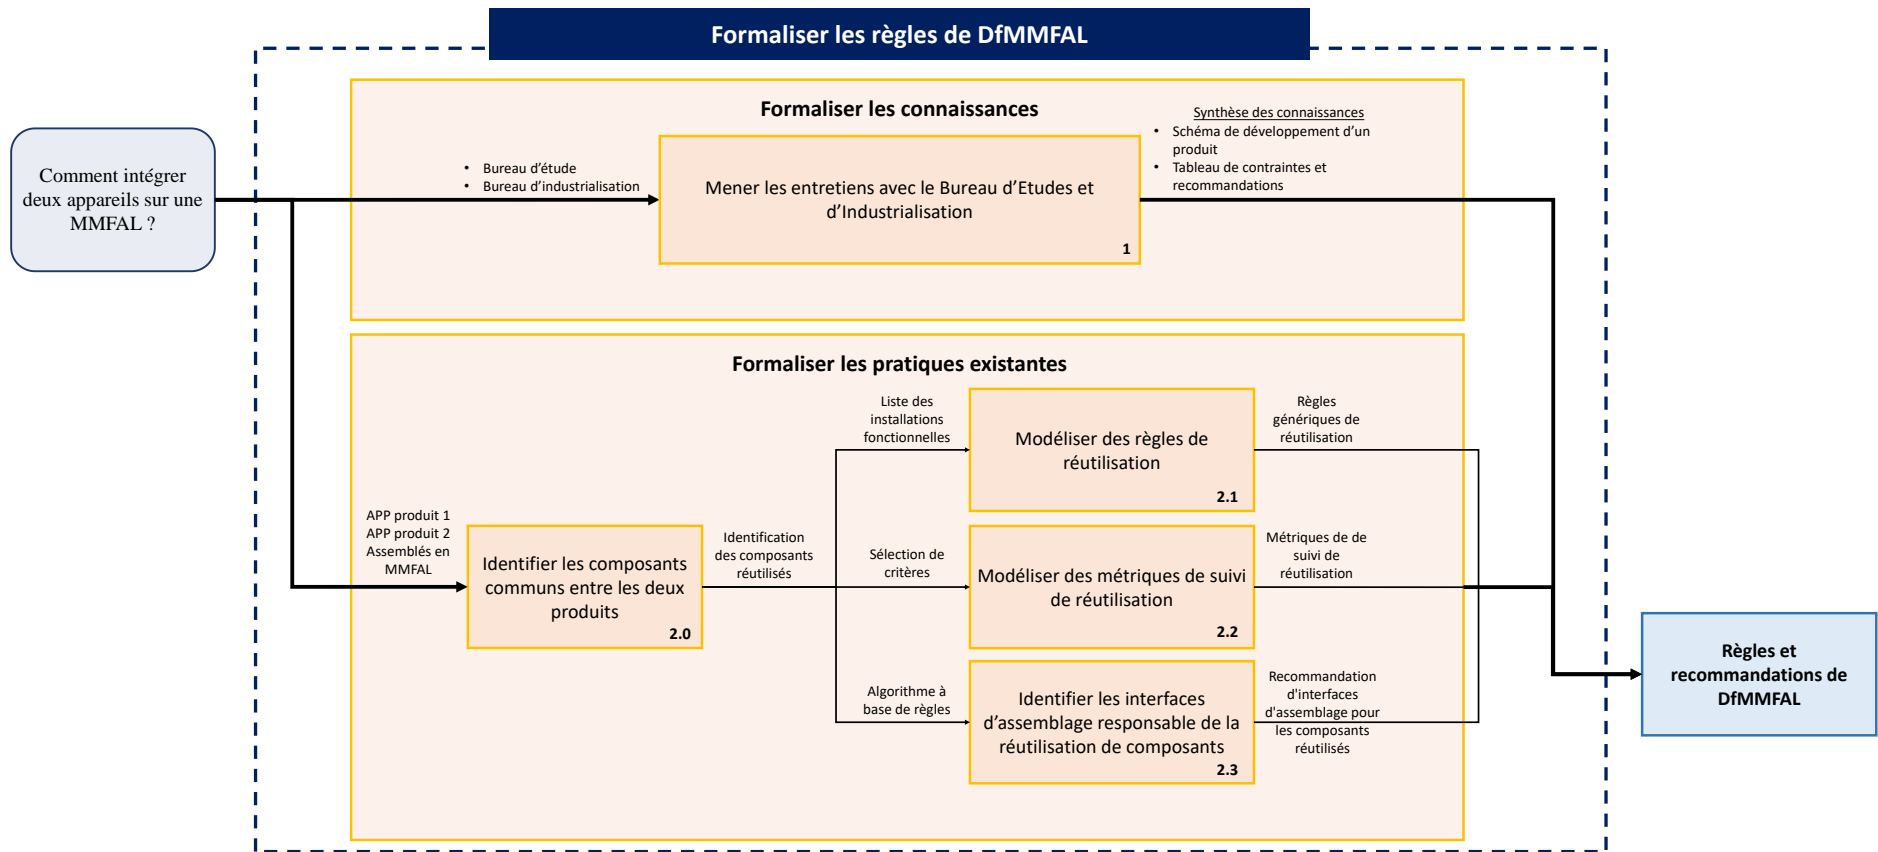 Formaliser les règles de DfMMFAL
Formaliser les connaissances
Comment intégrer
deux appareils sur une
MMFAL ?
• Bureau d’étude
• Bureau d’industrialisation
Mener les entretiens avec le Bureau d’Etudes et
d’Industrialisation
1
Synthèse des connaissances
• Schéma de développement d’un
produit
• Tableau de contraintes et
recommandations
Formaliser les pratiques existantes
APP produit 1
APP produit 2
Assemblés en
MMFAL
Identifier les composants
communs entre les deux
produits
2.0
Identification
des composants
réutilisés
Liste des
installations
fonctionnelles
Modéliser des règles de
réutilisation
2.1
Règles
génériques de
réutilisation
Sélection de
critères
Modéliser des métriques de suivi
de réutilisation
2.2
Métriques de de
suivi de
réutilisation
Algorithme à
base de règles
Identifier les interfaces
d’assemblage responsable de la
réutilisation de composants
2.3
Recommandation
d'interfaces
d'assemblage pour
les composants
réutilisés
Règles et
recommandations de
DfMMFAL